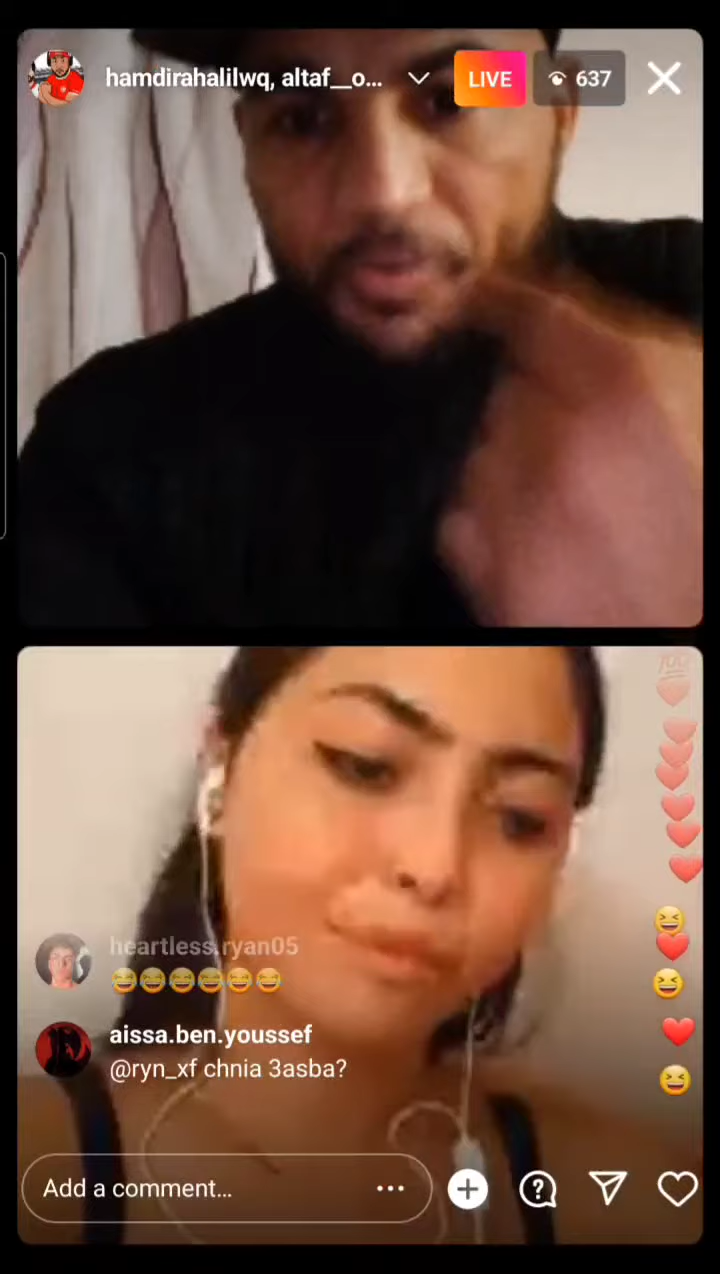 hamdirahalilwq, altaf__o...
LIVE
637
heartless.ryan05
😂😂😂😂😂😂
aissa.ben.youssef
@ryn_xf chnia 3asba?
Add a comment...